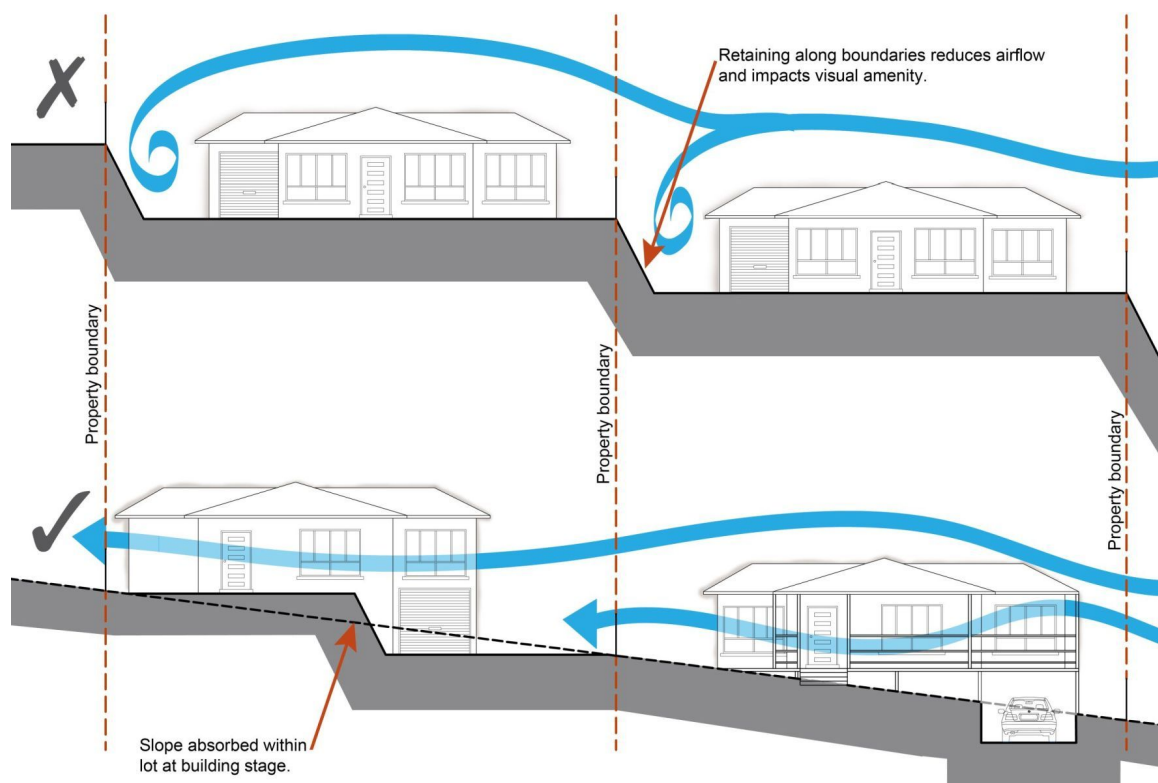 Retaining along boundaries reduces airflow
and impacts visual amenity.
Property boundary
Property boundary
Property boundary
Slope absorbed within
lot at building stage.